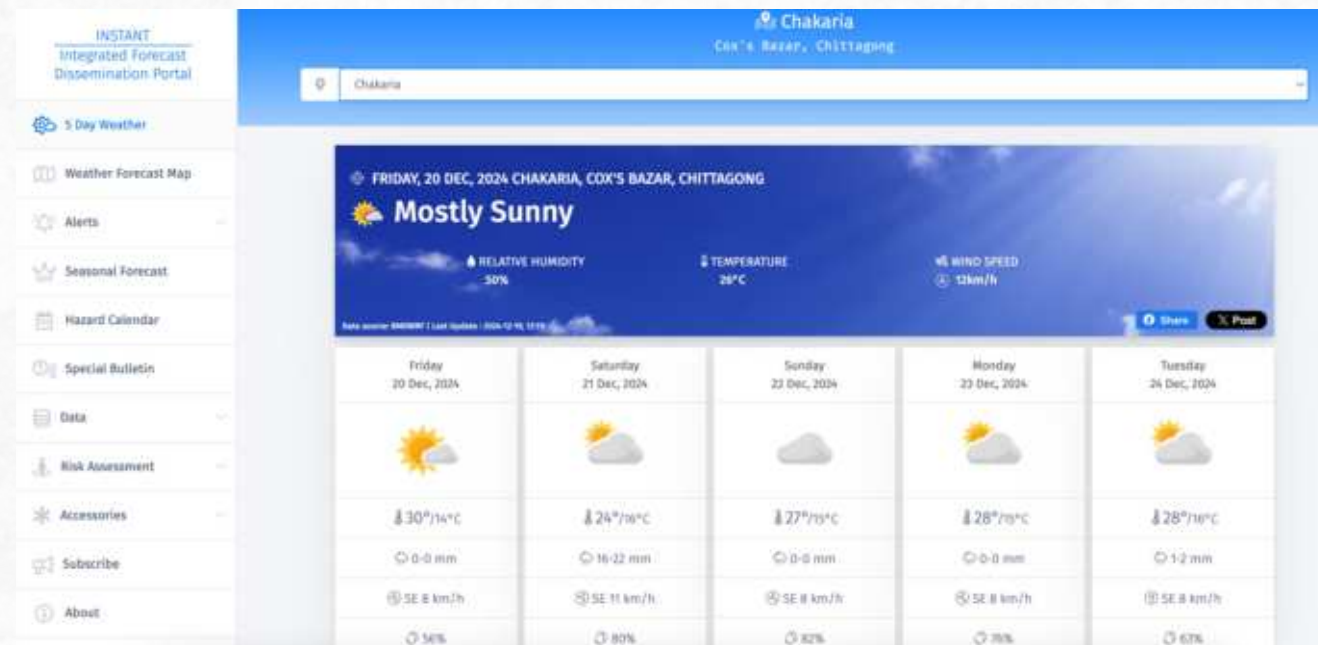 INSTANT
Integrated Forecast
Dissemination Portal
5 Day Weather
Weather Forecast Map
Alerts
Seasonal Forecast
Hazard Calendar
Special Bulletin
Data
Risk Assessment
Accessories
Subscribe
About
Chakaria
Cox's Bazar, Chittagong
Chakaria
FRIDAY, 20 DEC, 2024 CHAKARIA, COX'S BAZAR, CHITTAGONG
Mostly Sunny
RELATIVE HUMIDITY TEMPERATURE WIND SPEED
50% 26°C 12km/h
Last Update :
Share Post
Friday Saturday Sunday Monday Tuesday
20 Dec, 2024 21 Dec, 2024 22 Dec, 2024 23 Dec, 2024 24 Dec, 2024
30°/14°C 24°/16°C 27°/15°C 28°/15°C 28°/16°C
0-0 mm 16-22 mm 0-0 mm 0-0 mm 1-2 mm
SE 8 km/h SE 11 km/h SE 8 km/h SE 8 km/h SE 8 km/h
56% 80% 82% 76% 63%